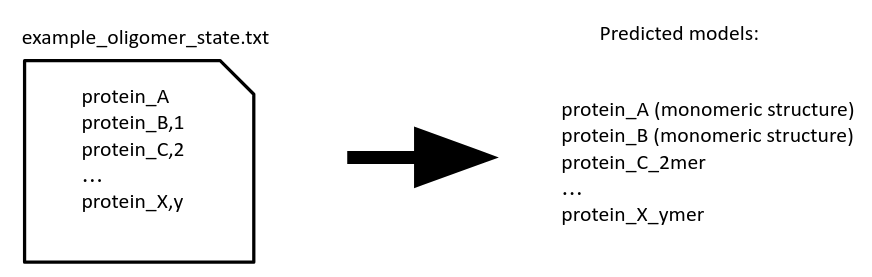 example_oligomer_state.txt
protein_A
protein_B,1
protein_C,2
...
protein_X,y
Predicted models:
protein_A (monomeric structure)
protein_B (monomeric structure)
protein_C_2mer
...
protein_X_ymer